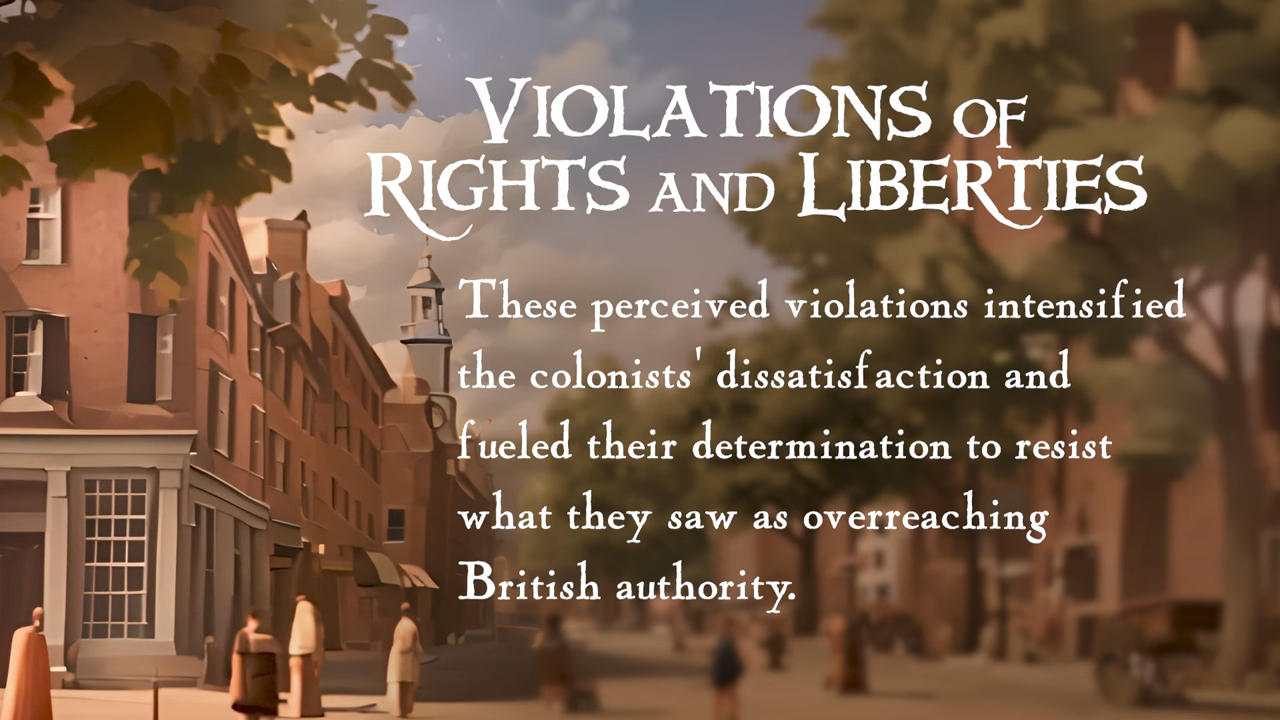 Violations of
Rights and Liberties
These perceived violations intensified
the colonists' dissatisfaction and
fueled their determination to resist
what they saw as overreaching
British authority.